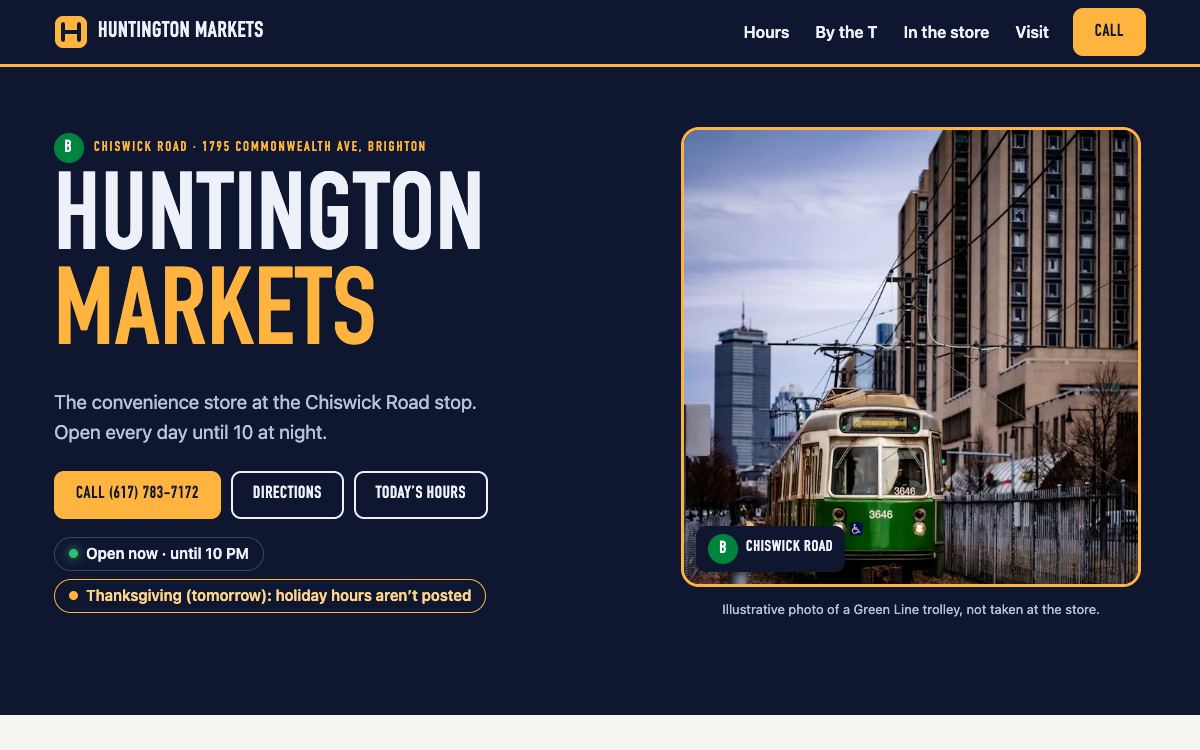 HUNTINGTON MARKETS
Hours
By the T
In the store
Visit
CALL
B
CHISWICK ROAD · 1795 COMMONWEALTH AVE, BRIGHTON
HUNTINGTON
MARKETS
The convenience store at the Chiswick Road stop.
Open every day until 10 at night.
CALL (617) 783-7172
DIRECTIONS
TODAY’S HOURS
Open now · until 10 PM
Thanksgiving (tomorrow): holiday hours aren’t posted
3646
3646
B
CHISWICK ROAD
Illustrative photo of a Green Line trolley, not taken at the store.